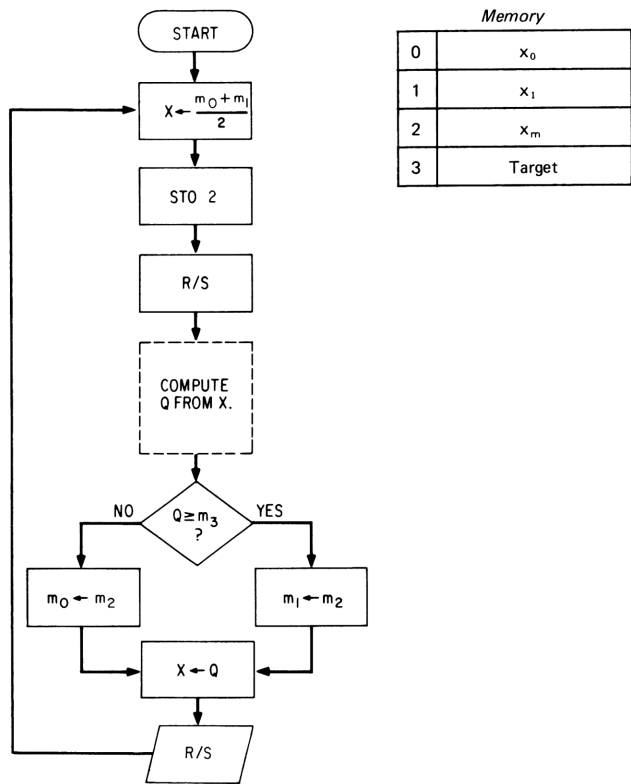 START
X ← m0 + m1
2
STO 2
R/S
COMPUTE
Q FROM X.
NO
Q ≥ m3
?
YES
m0 ← m2
m1 ← m2
X ← Q
R/S
Memory
0 x0
1 x1
2 xm
3 Target